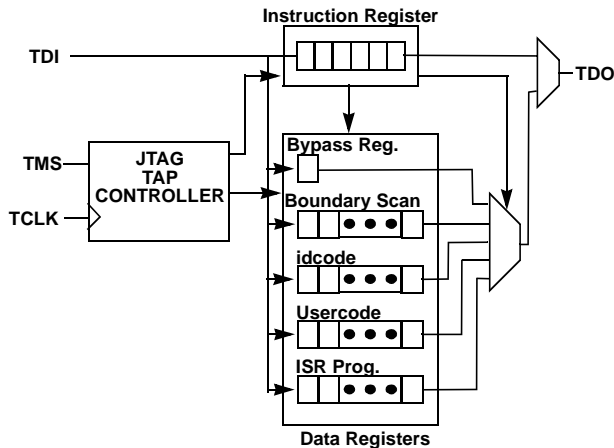 Instruction Register
TDI
TDO
Bypass Reg.
TMS
JTAG
TAP
CONTROLLER
TCLK
Boundary Scan
idcode
Usercode
ISR Prog.
Data Registers